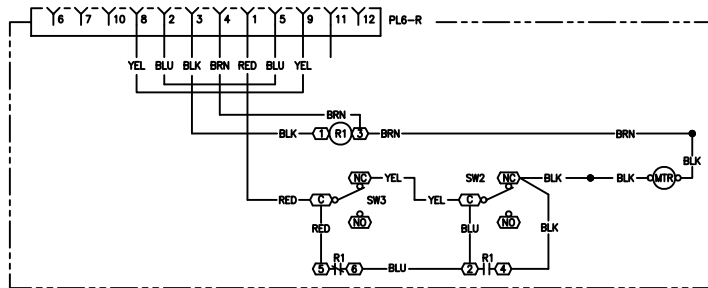 6 7 10 8 2 3 4 1 5 9 11 12 PL6-R
YEL BLU BLK BRN RED BLU YEL
BRN
BLK 1 R1 3 BRN BRN
BLK
NC YEL SW2 NC BLK BLK MTR
RED C SW3 YEL C
NO NO
RED BLU BLK
R1 R1
5 6 BLU 2 4